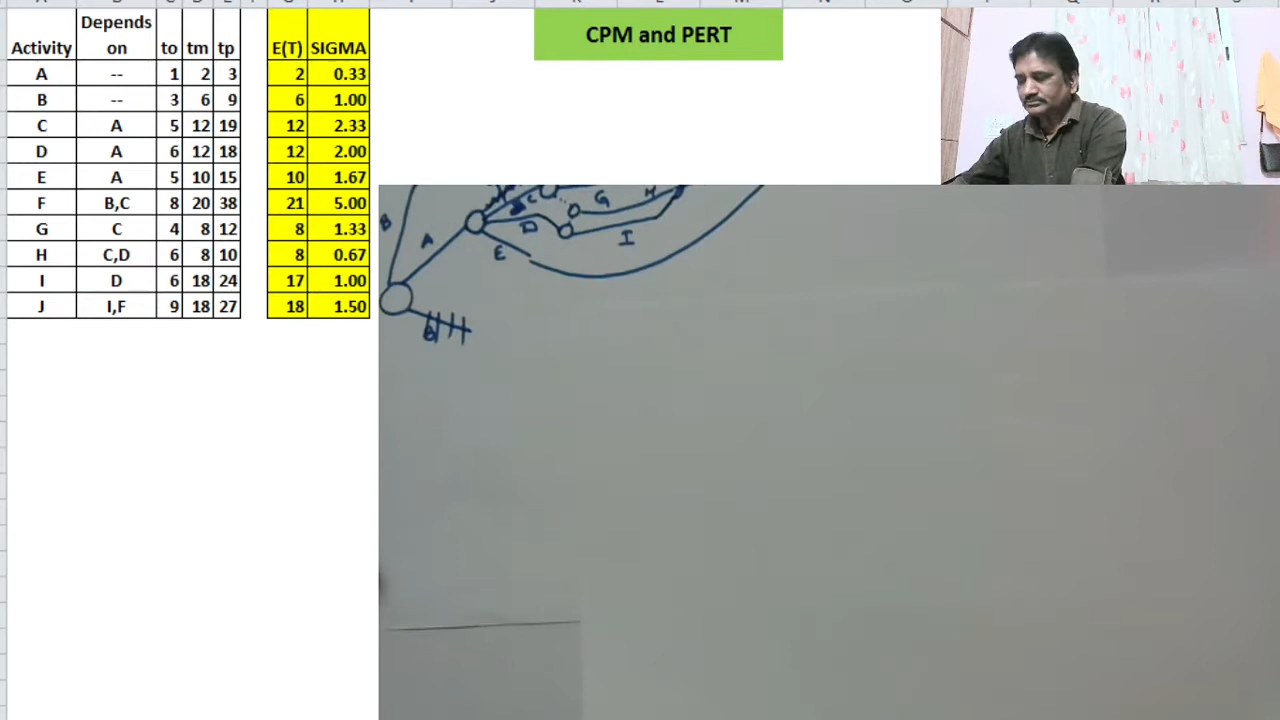 CPM and PERT
Activity Depends on to tm tp E(T) SIGMA
A -- 1 2 3 2 0.33
B -- 3 6 9 6 1.00
C A 5 12 19 12 2.33
D A 6 12 18 12 2.00
E A 5 10 15 10 1.67
F B,C 8 20 38 21 5.00
G C 4 8 12 8 1.33
H C,D 6 8 10 8 0.67
I D 6 18 24 17 1.00
J I,F 9 18 27 18 1.50
B
A
C
D
E
G
H
I